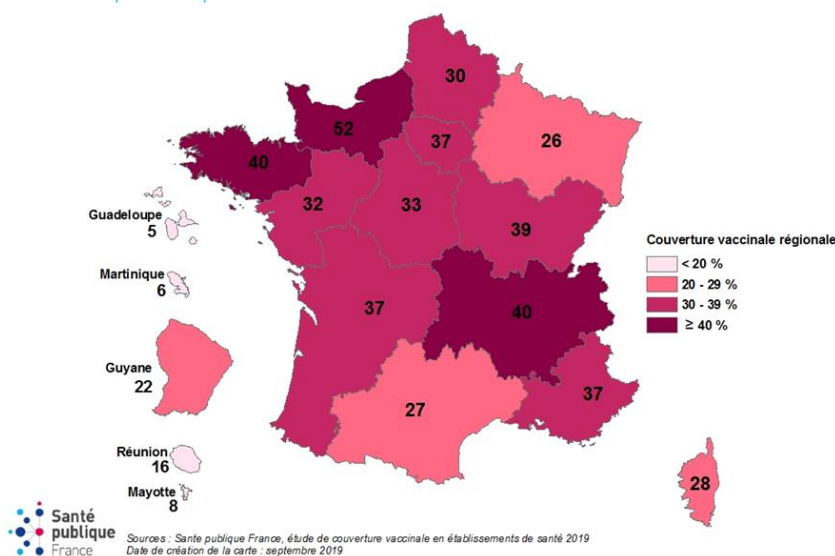 30
52
37
26
40
32
33
39
Guadeloupe
5
Martinique
6
37
40
Guyane
22
27
37
Réunion
16
Mayotte
8
28
Couverture vaccinale régionale
< 20 %
20 - 29 %
30 - 39 %
≥ 40 %
Santé
publique
France
Sources : Sante publique France, étude de couverture vaccinale en établissements de santé 2019
Date de création de la carte : septembre 2019